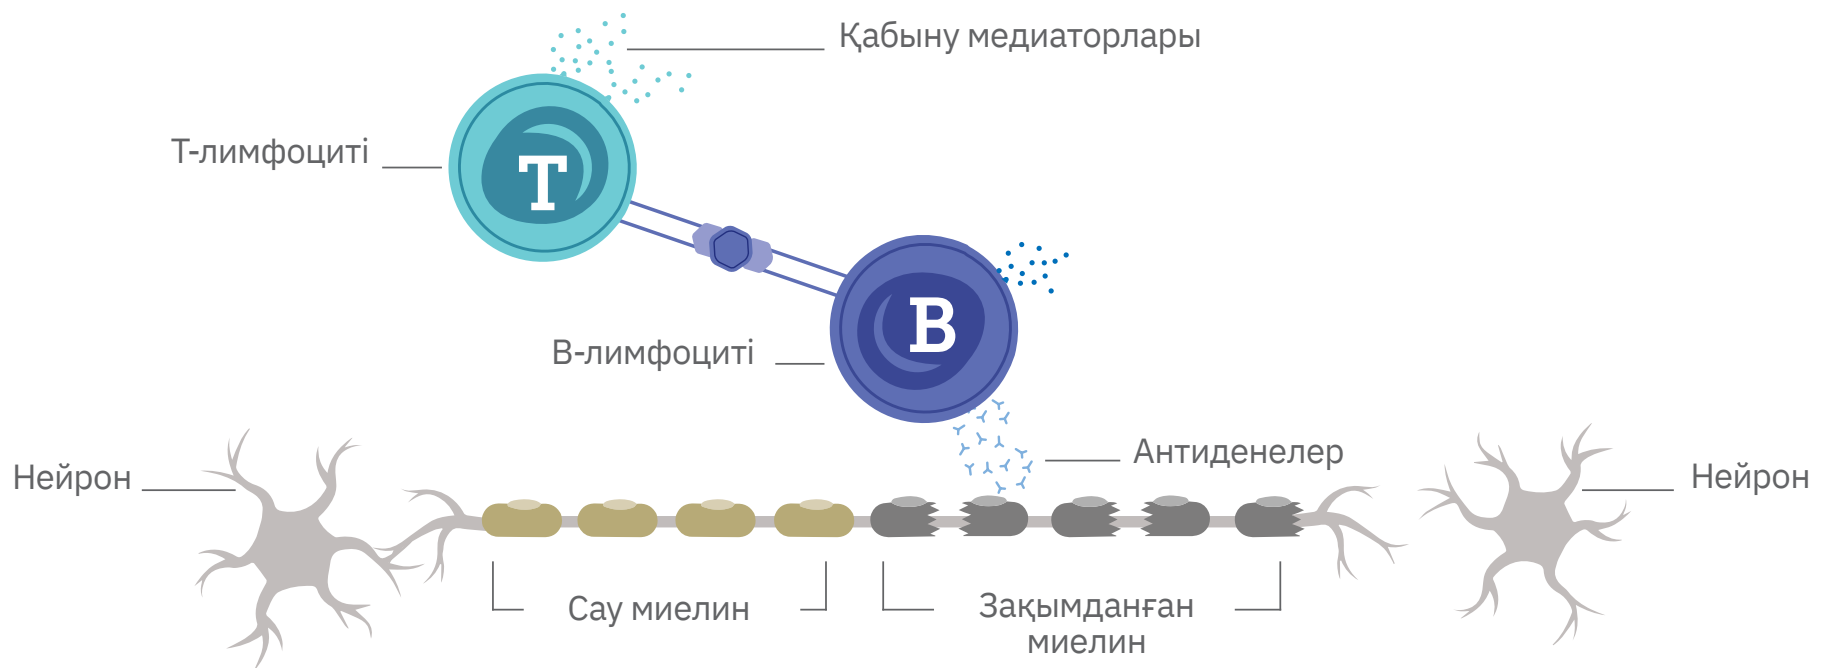 Қабыну медиаторлары
Т-лимфоциті
T
B
В-лимфоциті
Антиденелер
Нейрон
Нейрон
Сау миелин
Зақымданған
миелин